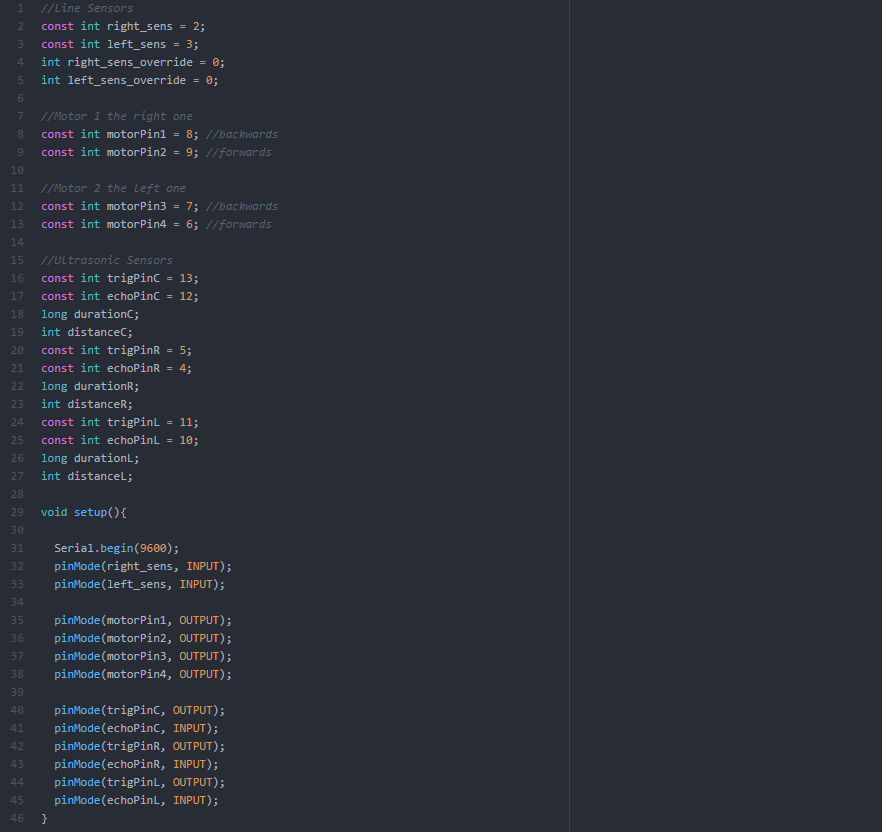 1 //Line Sensors
2 const int right_sens = 2;
3 const int left_sens = 3;
4 int right_sens_override = 0;
5 int left_sens_override = 0;
6
7 //Motor 1 the right one
8 const int motorPin1 = 8; //backwards
9 const int motorPin2 = 9; //forwards
10
11 //Motor 2 the left one
12 const int motorPin3 = 7; //backwards
13 const int motorPin4 = 6; //forwards
14
15 //Ultrasonic Sensors
16 const int trigPinC = 13;
17 const int echoPinC = 12;
18 long durationC;
19 int distanceC;
20 const int trigPinR = 5;
21 const int echoPinR = 4;
22 long durationR;
23 int distanceR;
24 const int trigPinL = 11;
25 const int echoPinL = 10;
26 long durationL;
27 int distanceL;
28
29 void setup(){
30
31   Serial.begin(9600);
32   pinMode(right_sens, INPUT);
33   pinMode(left_sens, INPUT);
34
35   pinMode(motorPin1, OUTPUT);
36   pinMode(motorPin2, OUTPUT);
37   pinMode(motorPin3, OUTPUT);
38   pinMode(motorPin4, OUTPUT);
39
40   pinMode(trigPinC, OUTPUT);
41   pinMode(echoPinC, INPUT);
42   pinMode(trigPinR, OUTPUT);
43   pinMode(echoPinR, INPUT);
44   pinMode(trigPinL, OUTPUT);
45   pinMode(echoPinL, INPUT);
46 }